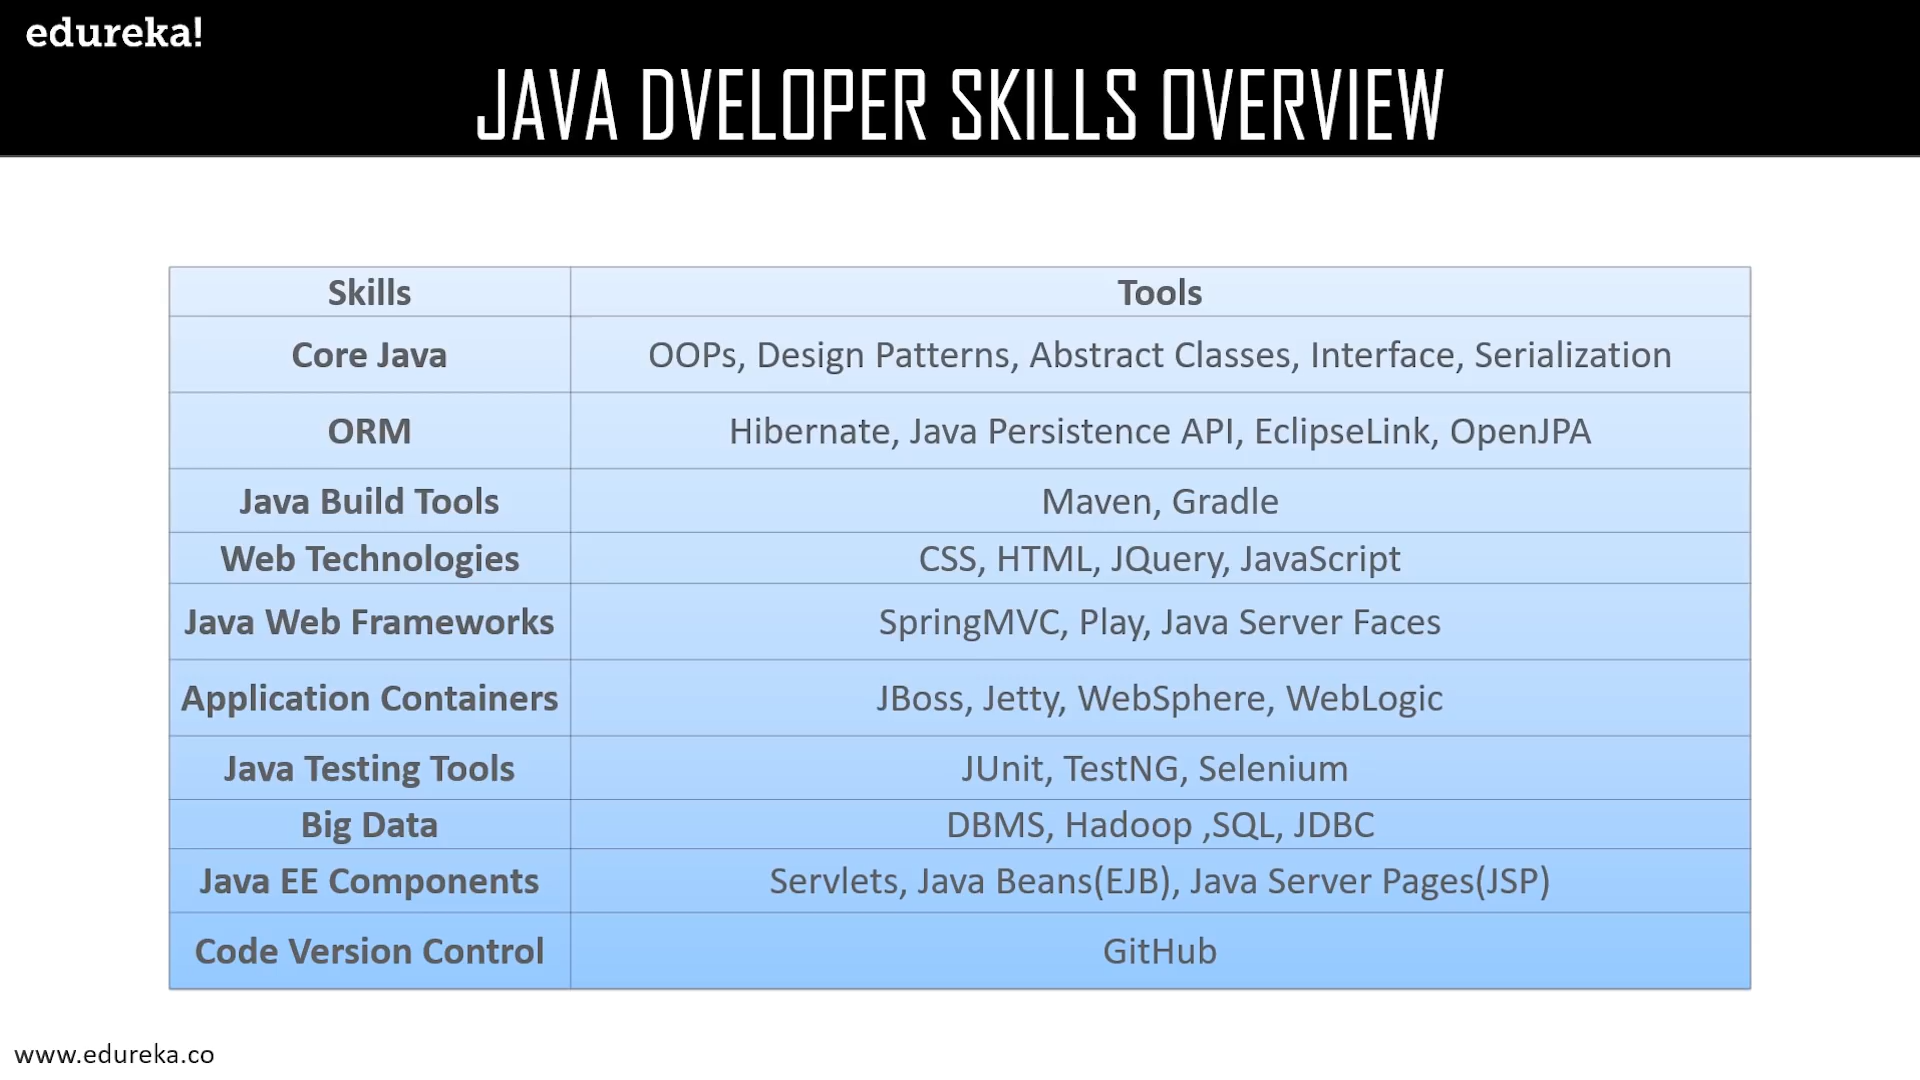 edureka!
JAVA DVELOPER SKILLS OVERVIEW
Skills Tools
Core Java OOPs, Design Patterns, Abstract Classes, Interface, Serialization
ORM Hibernate, Java Persistence API, EclipseLink, OpenJPA
Java Build Tools Maven, Gradle
Web Technologies CSS, HTML, JQuery, JavaScript
Java Web Frameworks SpringMVC, Play, Java Server Faces
Application Containers JBoss, Jetty, WebSphere, WebLogic
Java Testing Tools JUnit, TestNG, Selenium
Big Data DBMS, Hadoop ,SQL, JDBC
Java EE Components Servlets, Java Beans(EJB), Java Server Pages(JSP)
Code Version Control GitHub
www.edureka.co